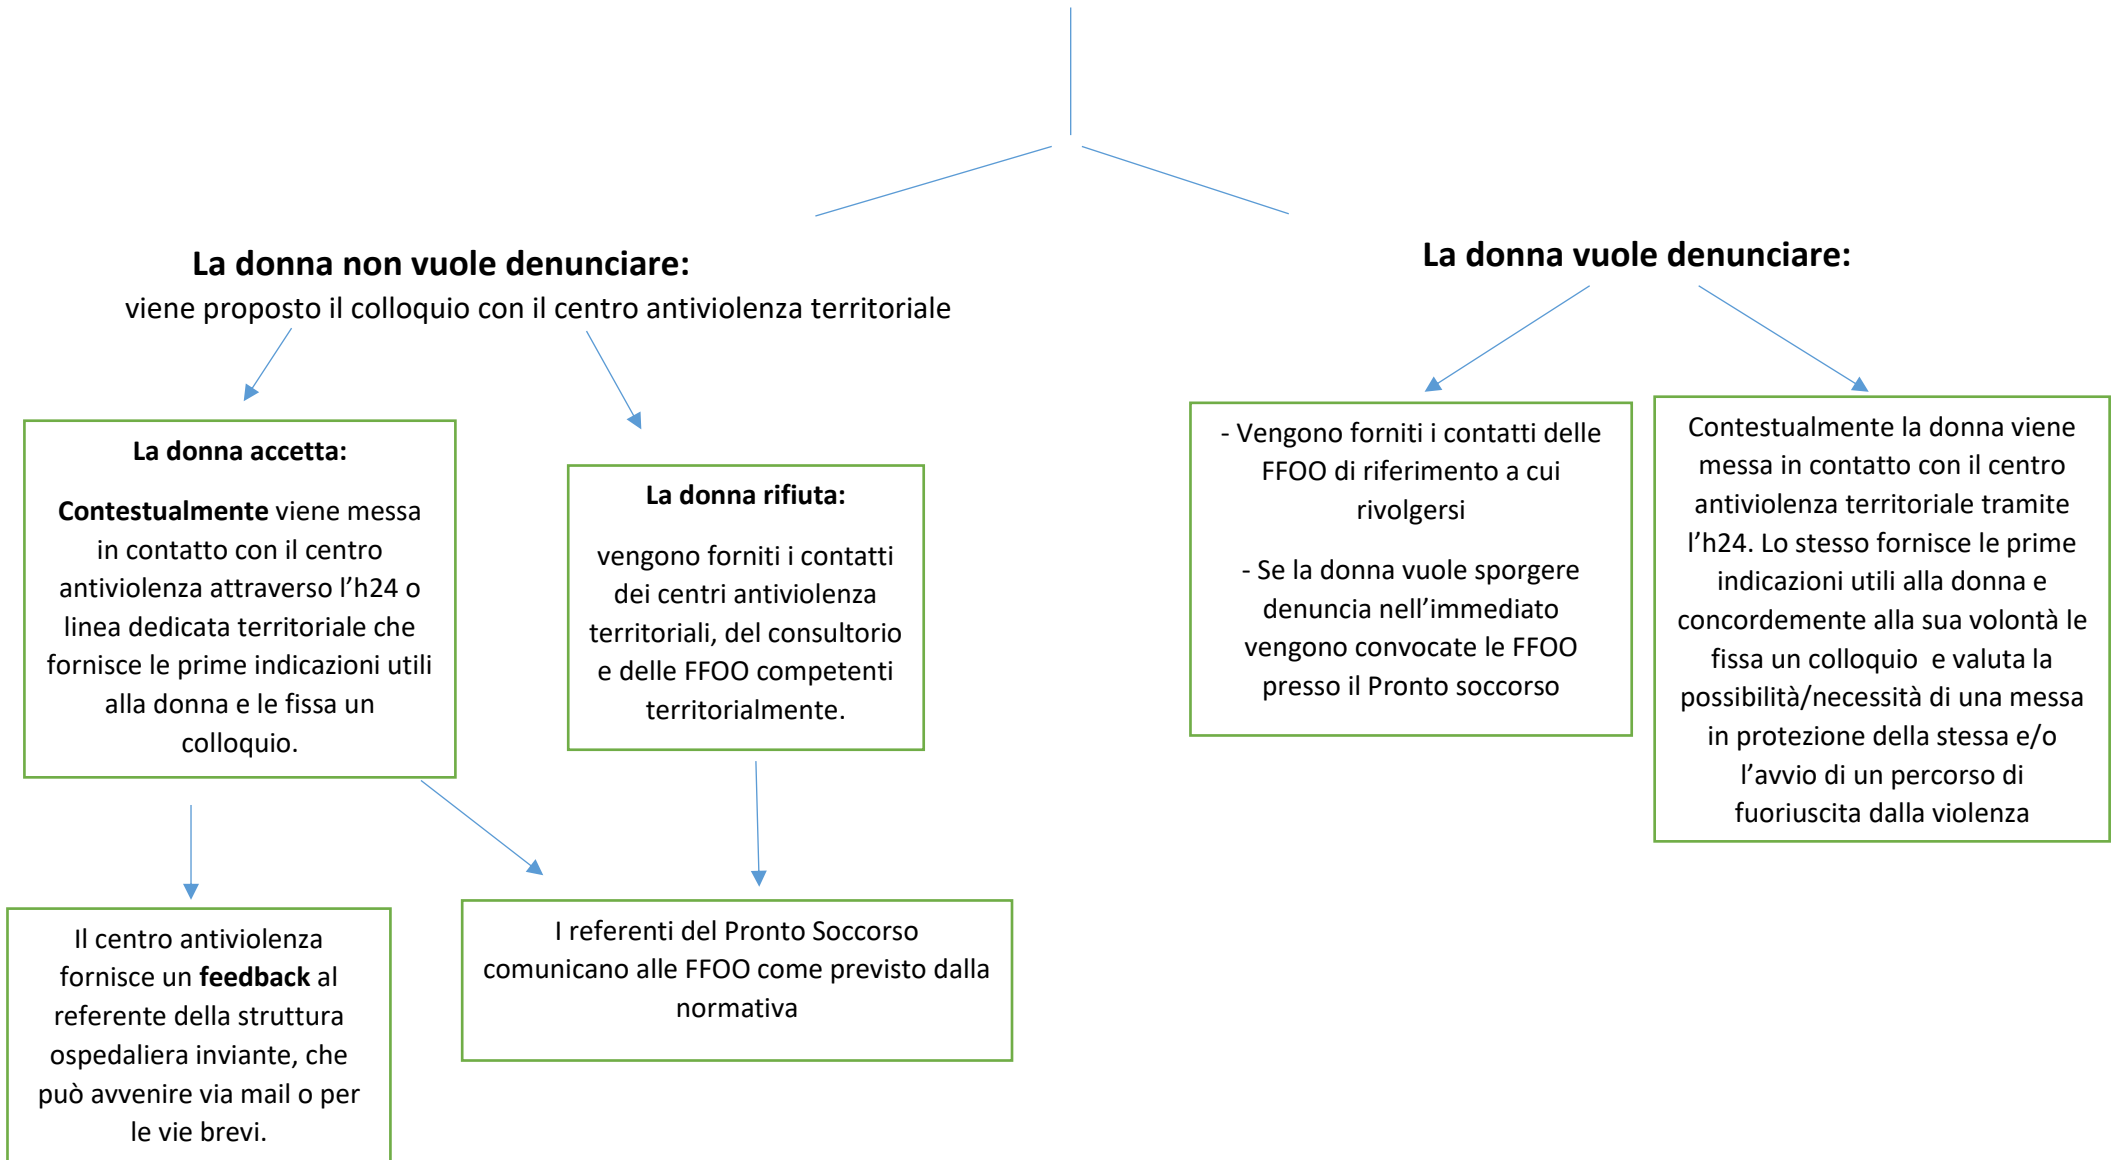 La donna non vuole denunciare:
viene proposto il colloquio con il centro antiviolenza territoriale
La donna accetta:
Contestualmente viene messa
in contatto con il centro
antiviolenza attraverso l’h24 o
linea dedicata territoriale che
fornisce le prime indicazioni utili
alla donna e le fissa un
colloquio.
La donna rifiuta:
vengono forniti i contatti
dei centri antiviolenza
territoriali, del consultorio
e delle FFOO competenti
territorialmente.
Il centro antiviolenza
fornisce un feedback al
referente della struttura
ospedaliera inviante, che
può avvenire via mail o per
le vie brevi.
I referenti del Pronto Soccorso
comunicano alle FFOO come previsto dalla
normativa
La donna vuole denunciare:
- Vengono forniti i contatti delle
FFOO di riferimento a cui
rivolgersi
- Se la donna vuole sporgere
denuncia nell’immediato
vengono convocate le FFOO
presso il Pronto soccorso
Contestualmente la donna viene
messa in contatto con il centro
antiviolenza territoriale tramite
l’h24. Lo stesso fornisce le prime
indicazioni utili alla donna e
concordemente alla sua volontà le
fissa un colloquio e valuta la
possibilità/necessità di una messa
in protezione della stessa e/o
l’avvio di un percorso di
fuoriuscita dalla violenza